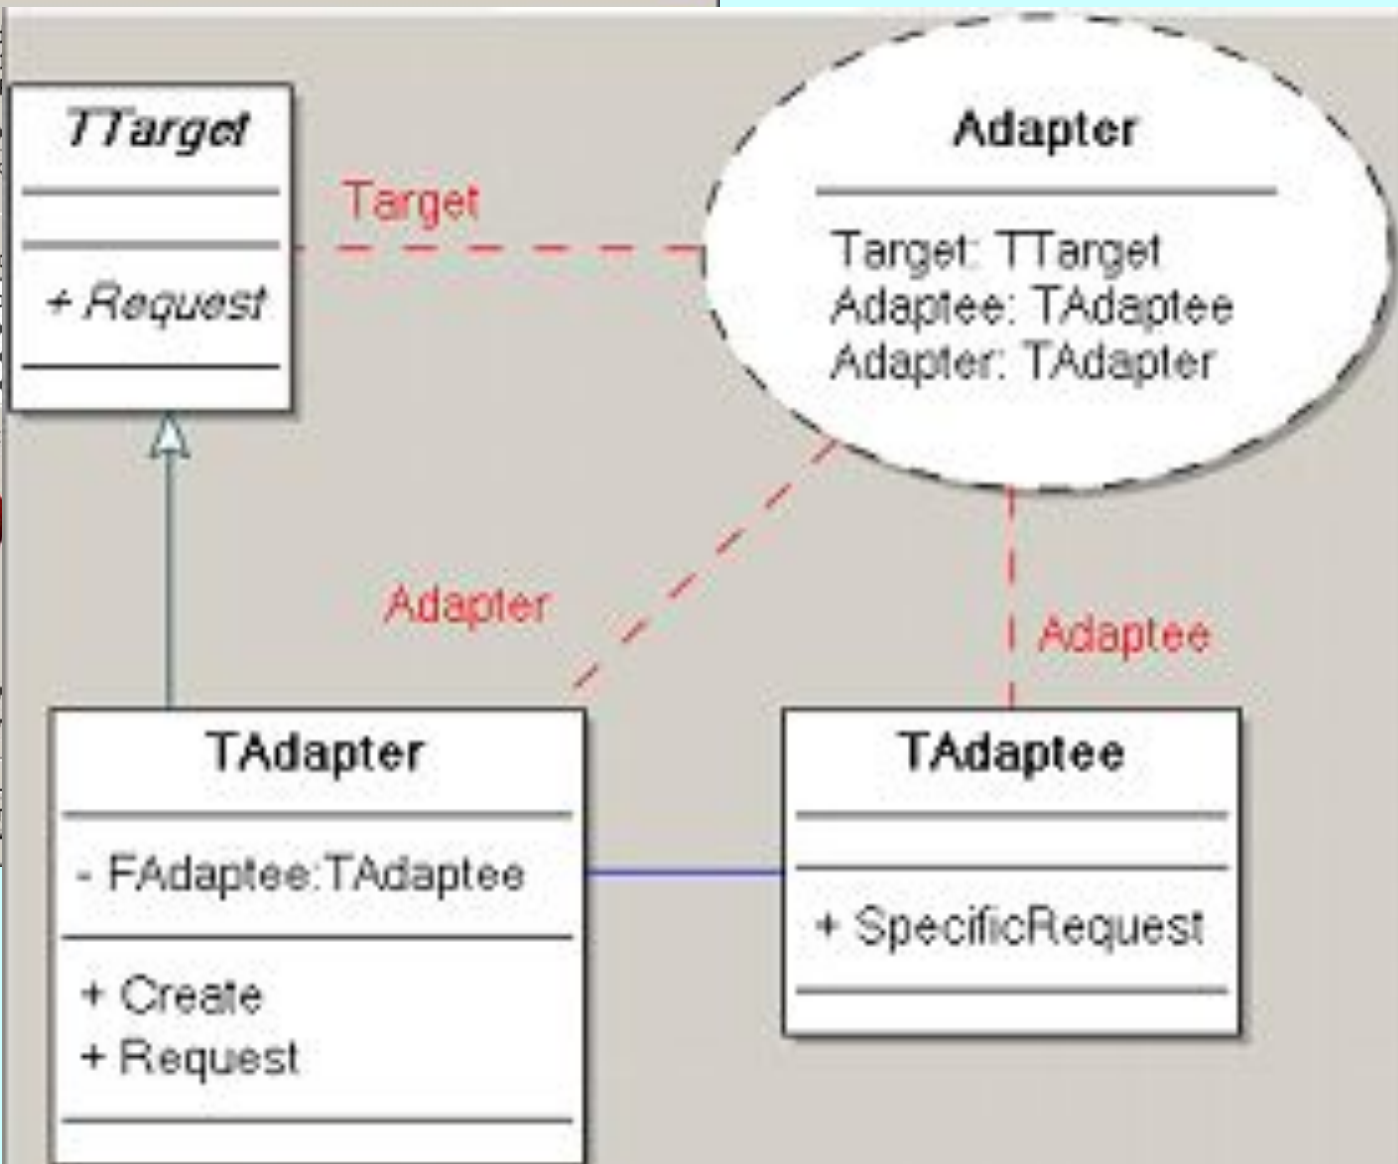 TTarget
+ Request
Target
Adapter
Target: TTarget
Adaptee: TAdaptee
Adapter: TAdapter
Adapter
Adaptee
TAdapter
- FAdaptee:TAdaptee
+ Create
+ Request
TAdaptee
+ SpecificRequest